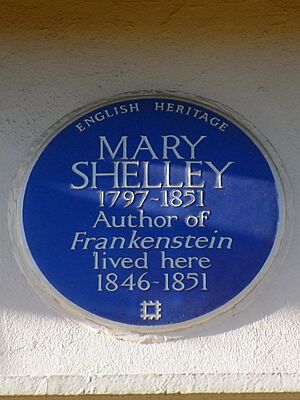 ENGLISH HERITAGE
MARY
SHELLEY
1797-1851
Author of
Frankenstein
lived here
1846-1851